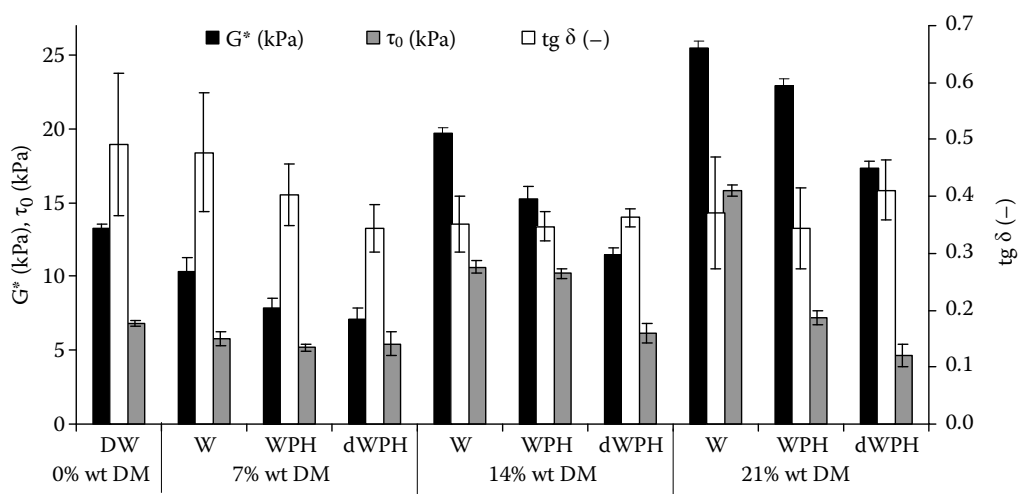 G* (kPa) τ₀ (kPa) tg δ (–)
G* (kPa), τ₀ (kPa)
25
20
15
10
5
0
0.7
0.6
0.5
0.4
0.3
0.2
0.1
0.0
tg δ (–)
DW W WPH dWPH W WPH dWPH W WPH dWPH
0% wt DM 7% wt DM 14% wt DM 21% wt DM